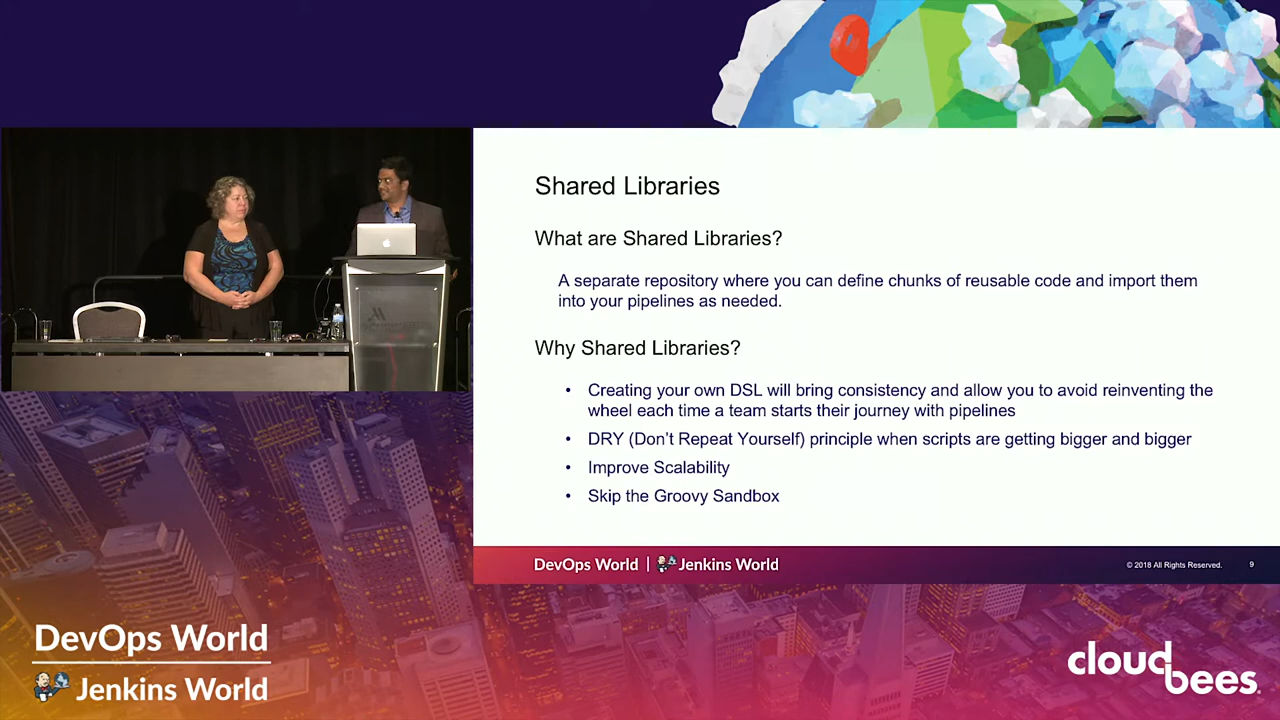 Shared Libraries
What are Shared Libraries?
A separate repository where you can define chunks of reusable code and import them
into your pipelines as needed.
Why Shared Libraries?
• Creating your own DSL will bring consistency and allow you to avoid reinventing the
wheel each time a team starts their journey with pipelines
• DRY (Don't Repeat Yourself) principle when scripts are getting bigger and bigger
• Improve Scalability
• Skip the Groovy Sandbox
DevOps World | Jenkins World
© 2018 All Rights Reserved. 9
DevOps World
Jenkins World
cloud
bees.